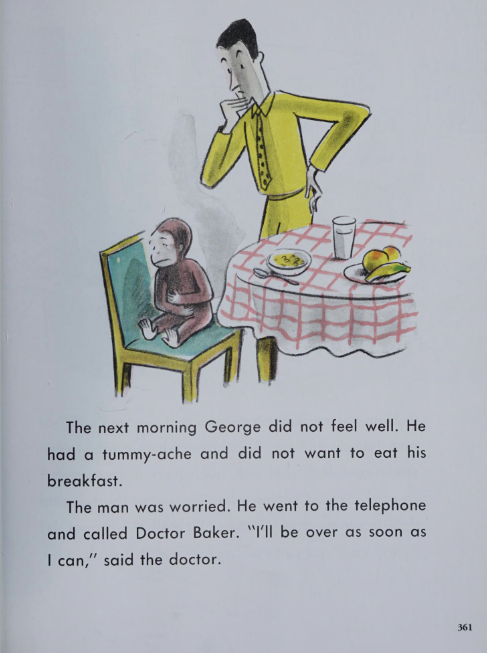 The next morning George did not feel well. He
had a tummy-ache and did not want to eat his
breakfast.
The man was worried. He went to the telephone
and called Doctor Baker. "I'll be over as soon as
I can," said the doctor.
361